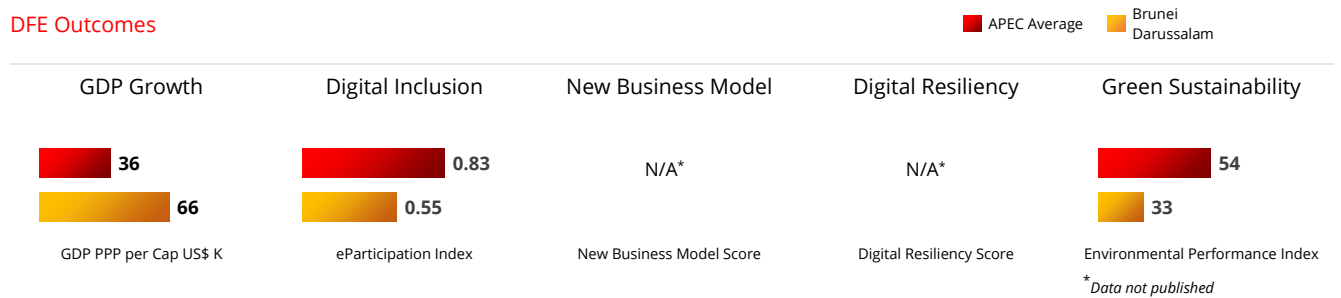 DFE Outcomes
APEC Average
Brunei
Darussalam
GDP Growth
Digital Inclusion
New Business Model
Digital Resiliency
Green Sustainability
36
66
0.83
0.55
N/A*
N/A*
54
33
GDP PPP per Cap US$ K
eParticipation Index
New Business Model Score
Digital Resiliency Score
Environmental Performance Index
*Data not published